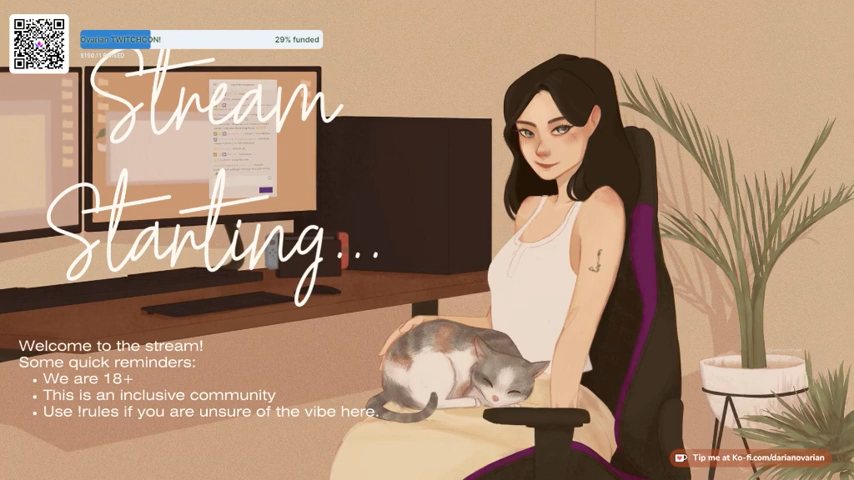 Ovarian TWITCHCON!
29% funded
Stream
Starting...
Welcome to the stream!
Some quick reminders:
• We are 18+
• This is an inclusive community
• Use !rules if you are unsure of the vibe here.
Tip me at Ko-fi.com/darianovarian